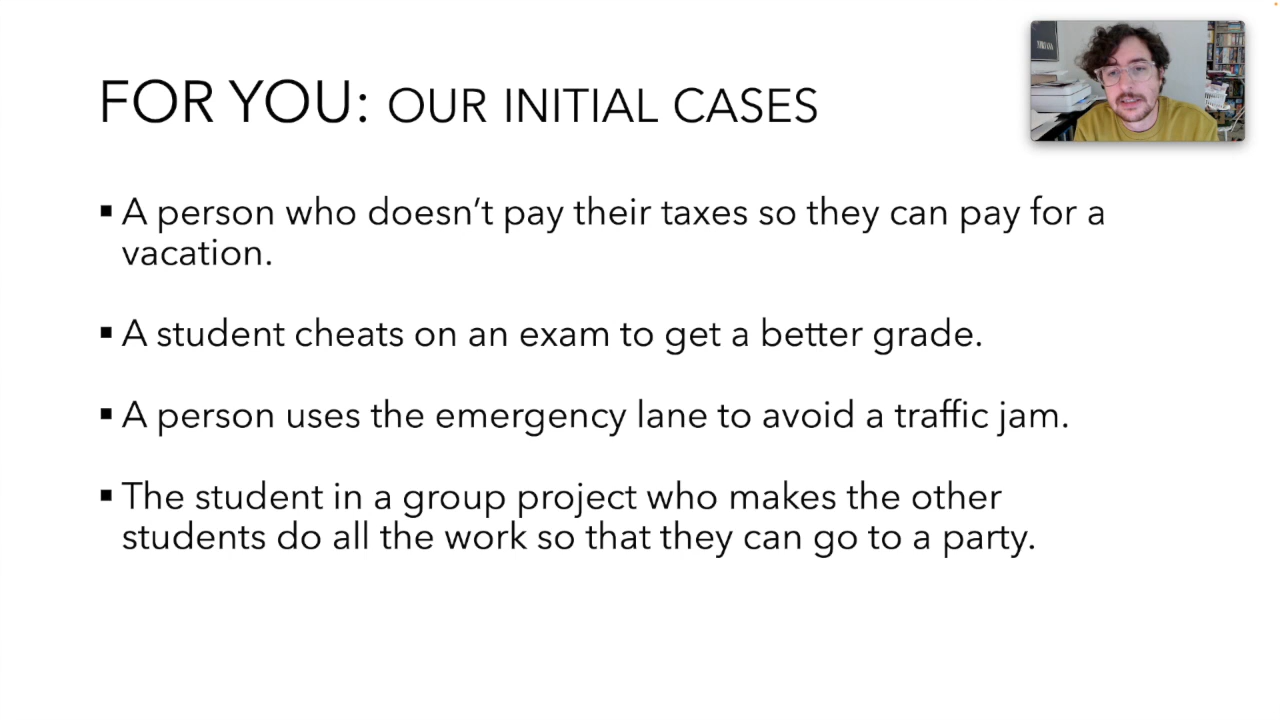 FOR YOU: OUR INITIAL CASES
NIRVANA
▪ A person who doesn’t pay their taxes so they can pay for a
vacation.
▪ A student cheats on an exam to get a better grade.
▪ A person uses the emergency lane to avoid a traffic jam.
▪ The student in a group project who makes the other
students do all the work so that they can go to a party.